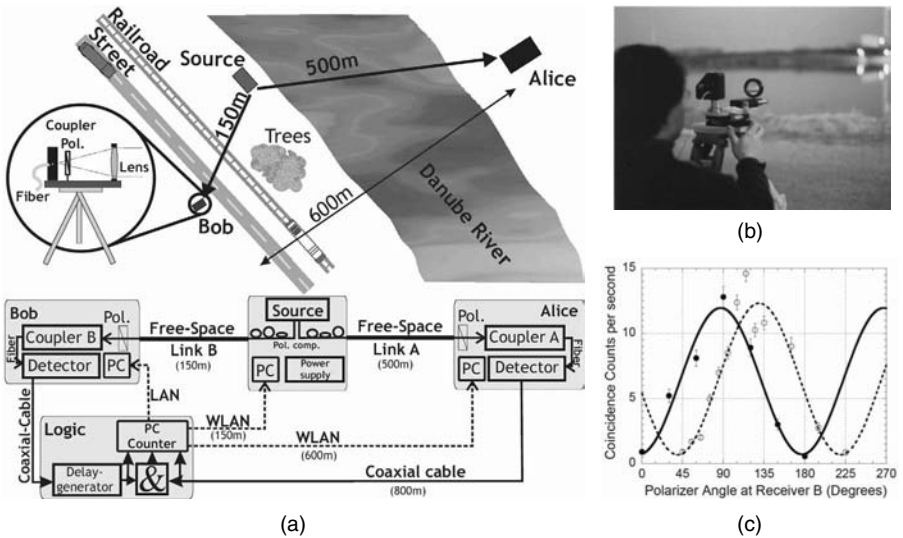 Railroad
Street
Source
500m
Alice
150m
Coupler
Pol.
Lens
Fiber
Trees
600m
Danube River
Bob
(b)
Bob
Pol.
Coupler B
Fiber
Detector
PC
Free-Space
Link B
(150m)
Source
Pol. comp.
PC
Power
supply
Free-Space
Link A
(500m)
Alice
Pol.
Coupler A
Fiber
PC
Detector
LAN
WLAN
(150m)
WLAN
(600m)
Coaxial-Cable
Logic
PC
Counter
Delay-
generator
&
Coaxial cable
(800m)
(a)
Coincidence Counts per second
15
10
5
0
0 45 90 135 180 225 270
Polarizer Angle at Receiver B (Degrees)
(c)